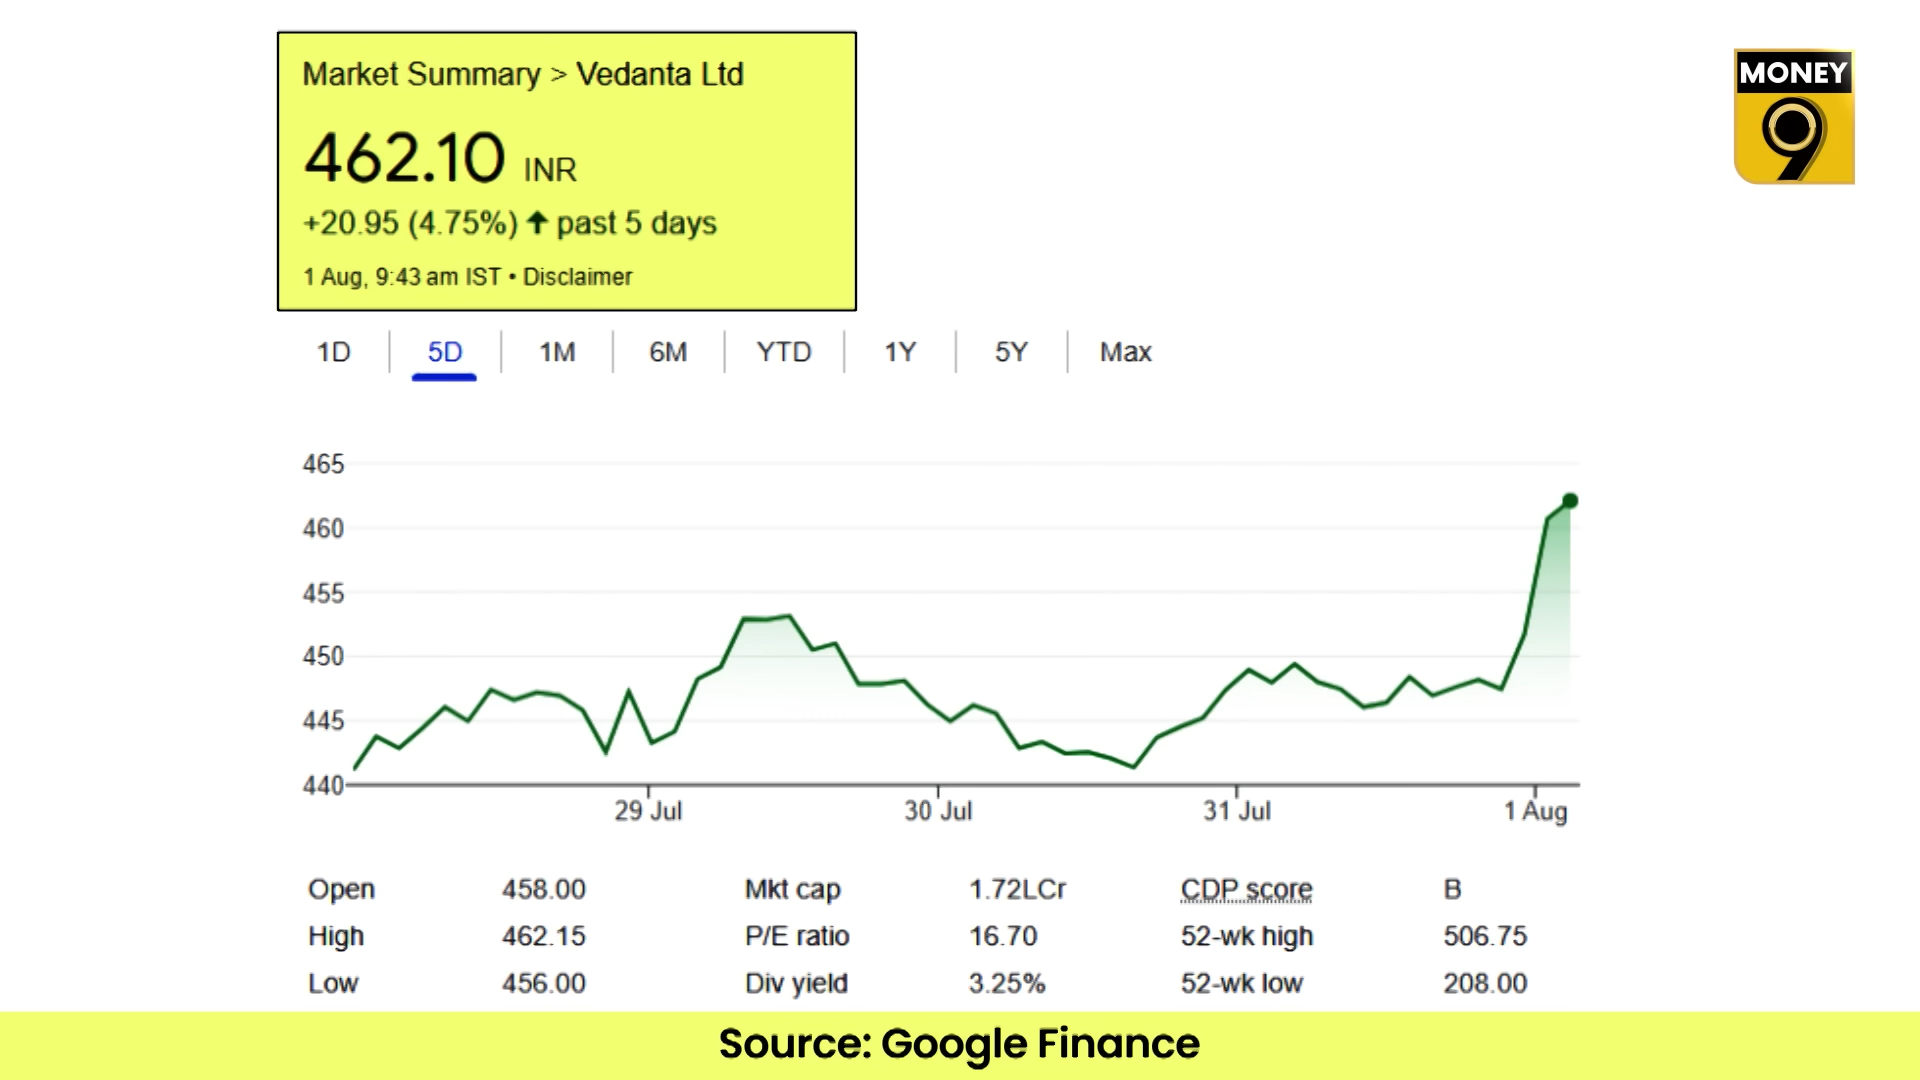 Market Summary > Vedanta Ltd
462.10 INR
+20.95 (4.75%) ↑ past 5 days
1 Aug, 9:43 am IST • Disclaimer
MONEY
9
1D 5D 1M 6M YTD 1Y 5Y Max
465
460
455
450
445
440
29 Jul 30 Jul 31 Jul 1 Aug
Open 458.00 Mkt cap 1.72LCr CDP score B
High 462.15 P/E ratio 16.70 52-wk high 506.75
Low 456.00 Div yield 3.25% 52-wk low 208.00
Source: Google Finance